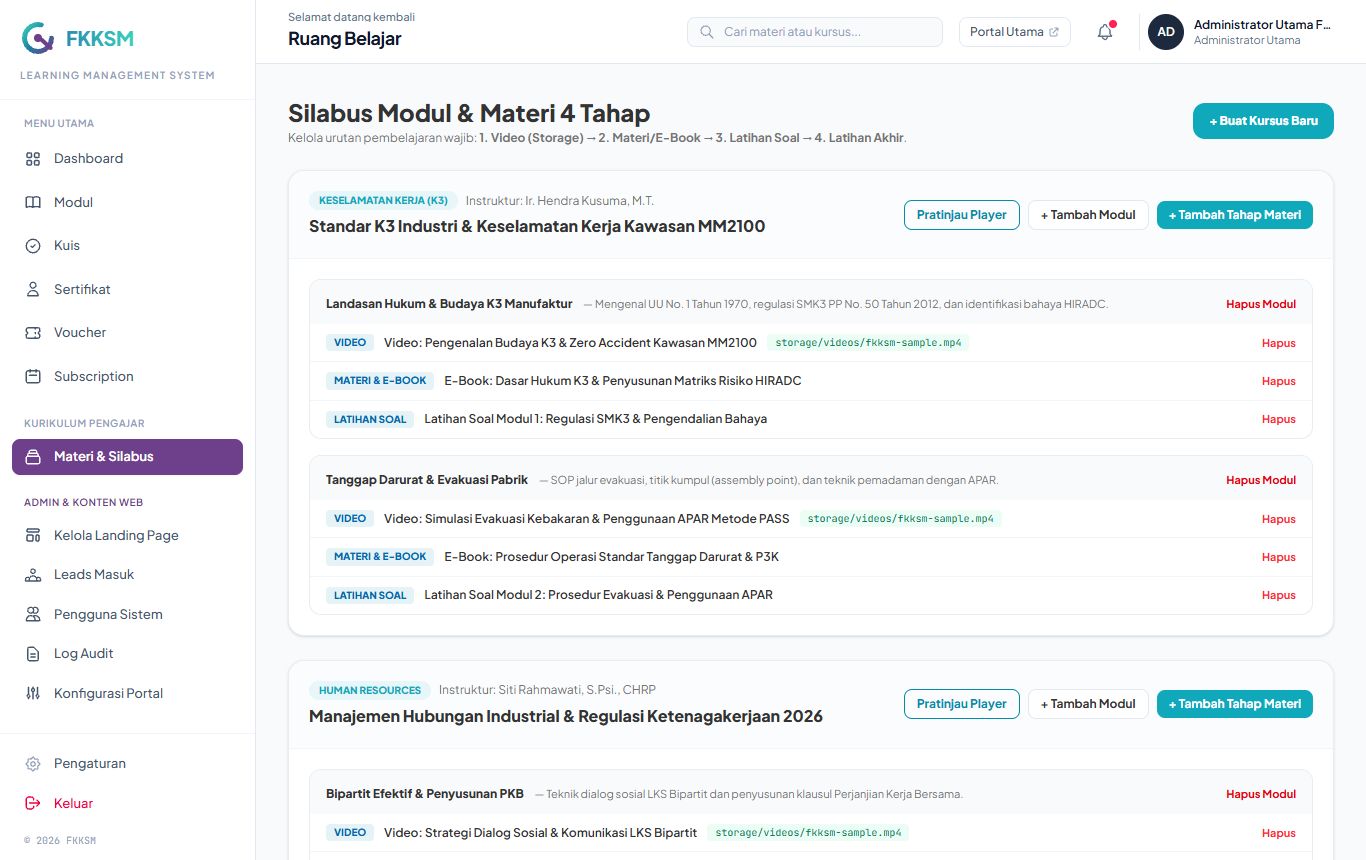 FKKSM
LEARNING MANAGEMENT SYSTEM
MENU UTAMA
Dashboard
Modul
Kuis
Sertifikat
Voucher
Subscription
KURIKULUM PENGAJAR
Materi & Silabus
ADMIN & KONTEN WEB
Kelola Landing Page
Leads Masuk
Pengguna Sistem
Log Audit
Konfigurasi Portal
Pengaturan
Keluar
© 2026 FKKSM
Selamat datang kembali
Ruang Belajar
Cari materi atau kursus...
Portal Utama
AD
Administrator Utama F...
Administrator Utama
Silabus Modul & Materi 4 Tahap
Kelola urutan pembelajaran wajib: 1. Video (Storage) → 2. Materi/E-Book → 3. Latihan Soal → 4. Latihan Akhir.
+ Buat Kursus Baru
KESELAMATAN KERJA (K3) Instruktur: Ir. Hendra Kusuma, M.T.
Standar K3 Industri & Keselamatan Kerja Kawasan MM2100
Pratinjau Player + Tambah Modul + Tambah Tahap Materi
Landasan Hukum & Budaya K3 Manufaktur — Mengenal UU No. 1 Tahun 1970, regulasi SMK3 PP No. 50 Tahun 2012, dan identifikasi bahaya HIRADC. Hapus Modul
VIDEO Video: Pengenalan Budaya K3 & Zero Accident Kawasan MM2100 storage/videos/fkksm-sample.mp4 Hapus
MATERI & E-BOOK E-Book: Dasar Hukum K3 & Penyusunan Matriks Risiko HIRADC Hapus
LATIHAN SOAL Latihan Soal Modul 1: Regulasi SMK3 & Pengendalian Bahaya Hapus
Tanggap Darurat & Evakuasi Pabrik — SOP jalur evakuasi, titik kumpul (assembly point), dan teknik pemadaman dengan APAR. Hapus Modul
VIDEO Video: Simulasi Evakuasi Kebakaran & Penggunaan APAR Metode PASS storage/videos/fkksm-sample.mp4 Hapus
MATERI & E-BOOK E-Book: Prosedur Operasi Standar Tanggap Darurat & P3K Hapus
LATIHAN SOAL Latihan Soal Modul 2: Prosedur Evakuasi & Penggunaan APAR Hapus
HUMAN RESOURCES Instruktur: Siti Rahmawati, S.Psi., CHRP
Manajemen Hubungan Industrial & Regulasi Ketenagakerjaan 2026
Pratinjau Player + Tambah Modul + Tambah Tahap Materi
Bipartit Efektif & Penyusunan PKB — Teknik dialog sosial LKS Bipartit dan penyusunan klausul Perjanjian Kerja Bersama. Hapus Modul
VIDEO Video: Strategi Dialog Sosial & Komunikasi LKS Bipartit storage/videos/fkksm-sample.mp4 Hapus